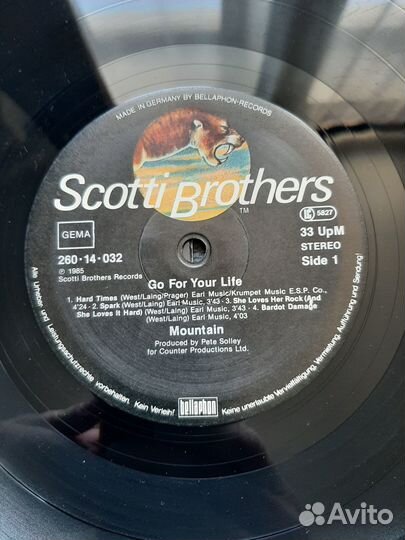 MADE IN GERMANY BY BELLAPHON-RECORDS
Scotti Brothers
TM
GEMA
LC 5827
260·14·032
33 UpM
STEREO
℗ 1985
Scotti Brothers Records
Side 1
Go For Your Life
1. Hard Times (West/Laing/Prager) Earl Music/Krumpet Music E.S.P. Co.,
4'24 - 2. Spark (West/Laing) Earl Music, 3'43 - 3. She Loves Her Rock (And
She Loves It Hard) (West/Laing) Earl Music, 3'41 - 4. Bardot Damage
(West/Laing) Earl Music, 4'03
Mountain
Produced by Pete Solley
for Counter Productions Ltd.
Alle Urheber- und Leistungsschutzrechte vorbehalten. Kein Verleih! Keine unerlaubte Vervielfältigung, Vermietung, Aufführung und Sendung!
bellaphon
Avito